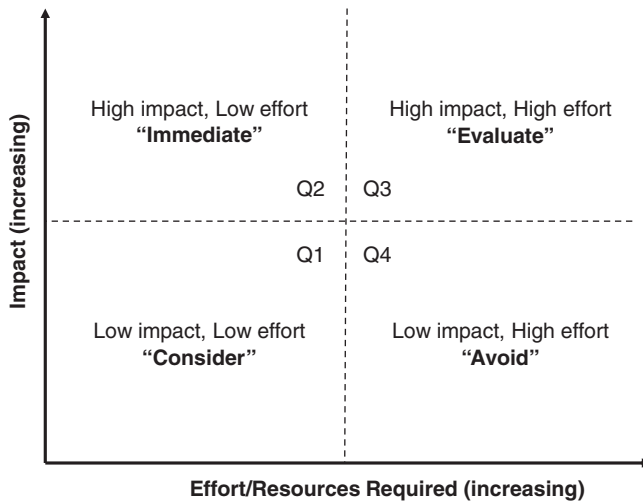 Impact (increasing)
High impact, Low effort
“Immediate”
High impact, High effort
“Evaluate”
Q2
Q3
Q1
Q4
Low impact, Low effort
“Consider”
Low impact, High effort
“Avoid”
Effort/Resources Required (increasing)